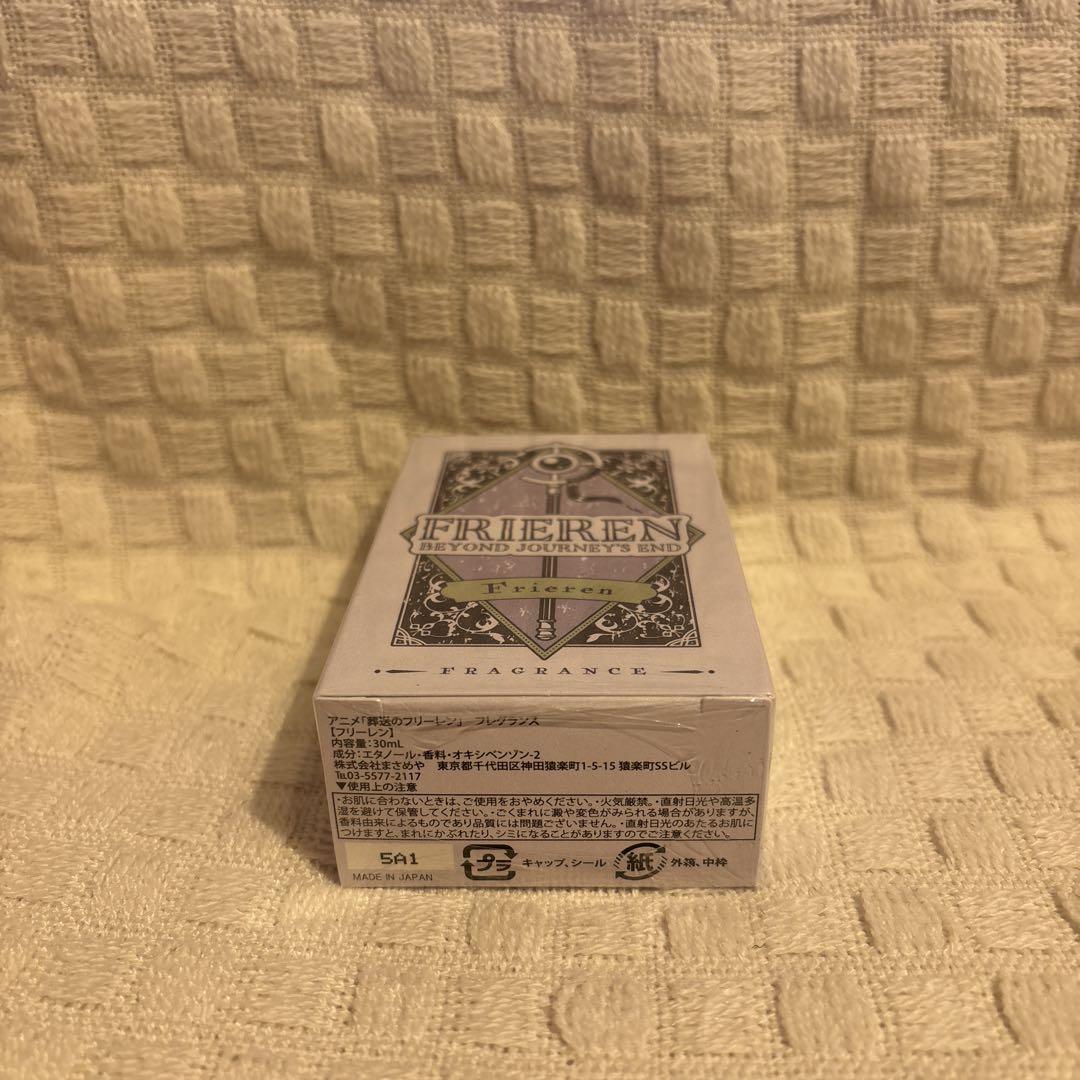 FRIEREN
BEYOND JOURNEY'S END
Frieren
FRAGRANCE
アニメ「葬送のフリーレン」 フレグランス
【フリーレン】
内容量:30mL
成分:エタノール・香料・オキシベンゾン-2
株式会社まさめや 東京都千代田区神田猿楽町1-5-15 猿楽町SSビル
℡03-5577-2117
▼使用上の注意
・お肌に合わないときは、ご使用をおやめください。・火気厳禁。・直射日光や高温多
湿を避けて保管してください。・ごくまれに澱や変色がみられる場合がありますが、
香料由来によるものであり品質には問題ございません。・直射日光のあたるお肌に
つけますと、まれにかぶれたり、シミになることがありますのでご注意ください。
5A1
プラ キャップ、シール 紙 外箱、中枠
MADE IN JAPAN